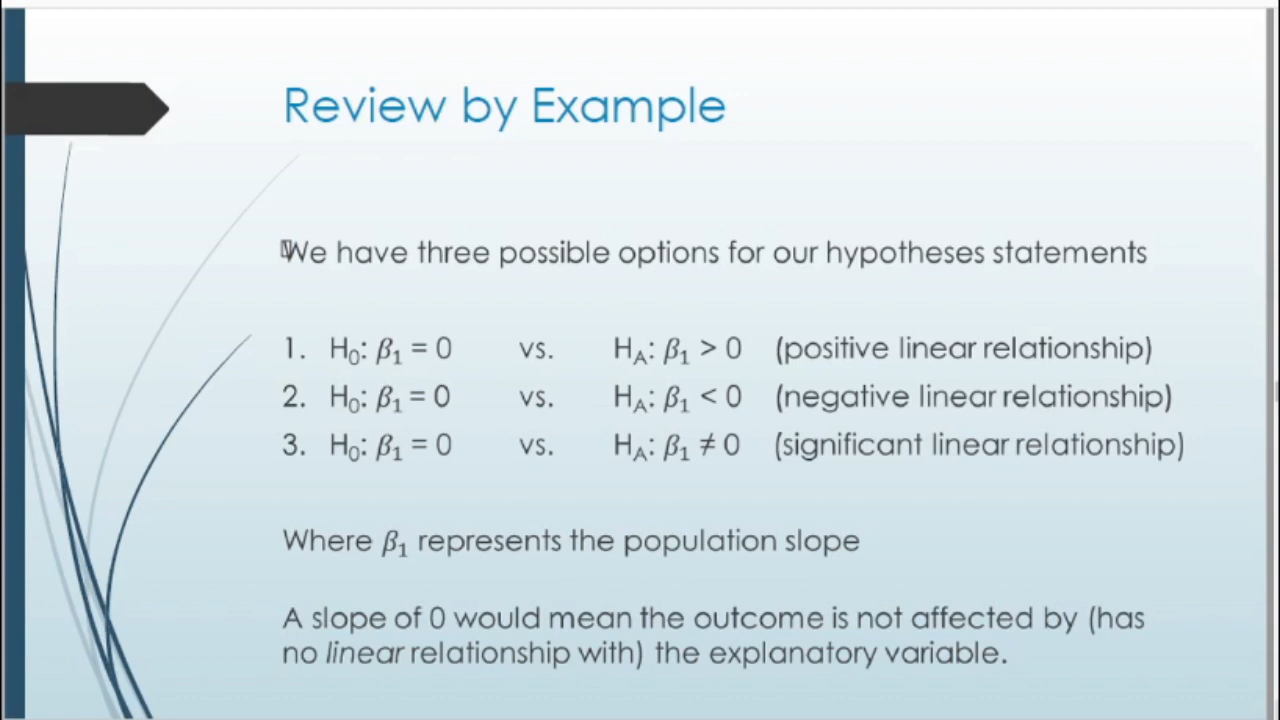 Review by Example
We have three possible options for our hypotheses statements
1. H₀: β₁ = 0 vs. Hₐ: β₁ > 0 (positive linear relationship)
2. H₀: β₁ = 0 vs. Hₐ: β₁ < 0 (negative linear relationship)
3. H₀: β₁ = 0 vs. Hₐ: β₁ ≠ 0 (significant linear relationship)
Where β₁ represents the population slope
A slope of 0 would mean the outcome is not affected by (has
no linear relationship with) the explanatory variable.